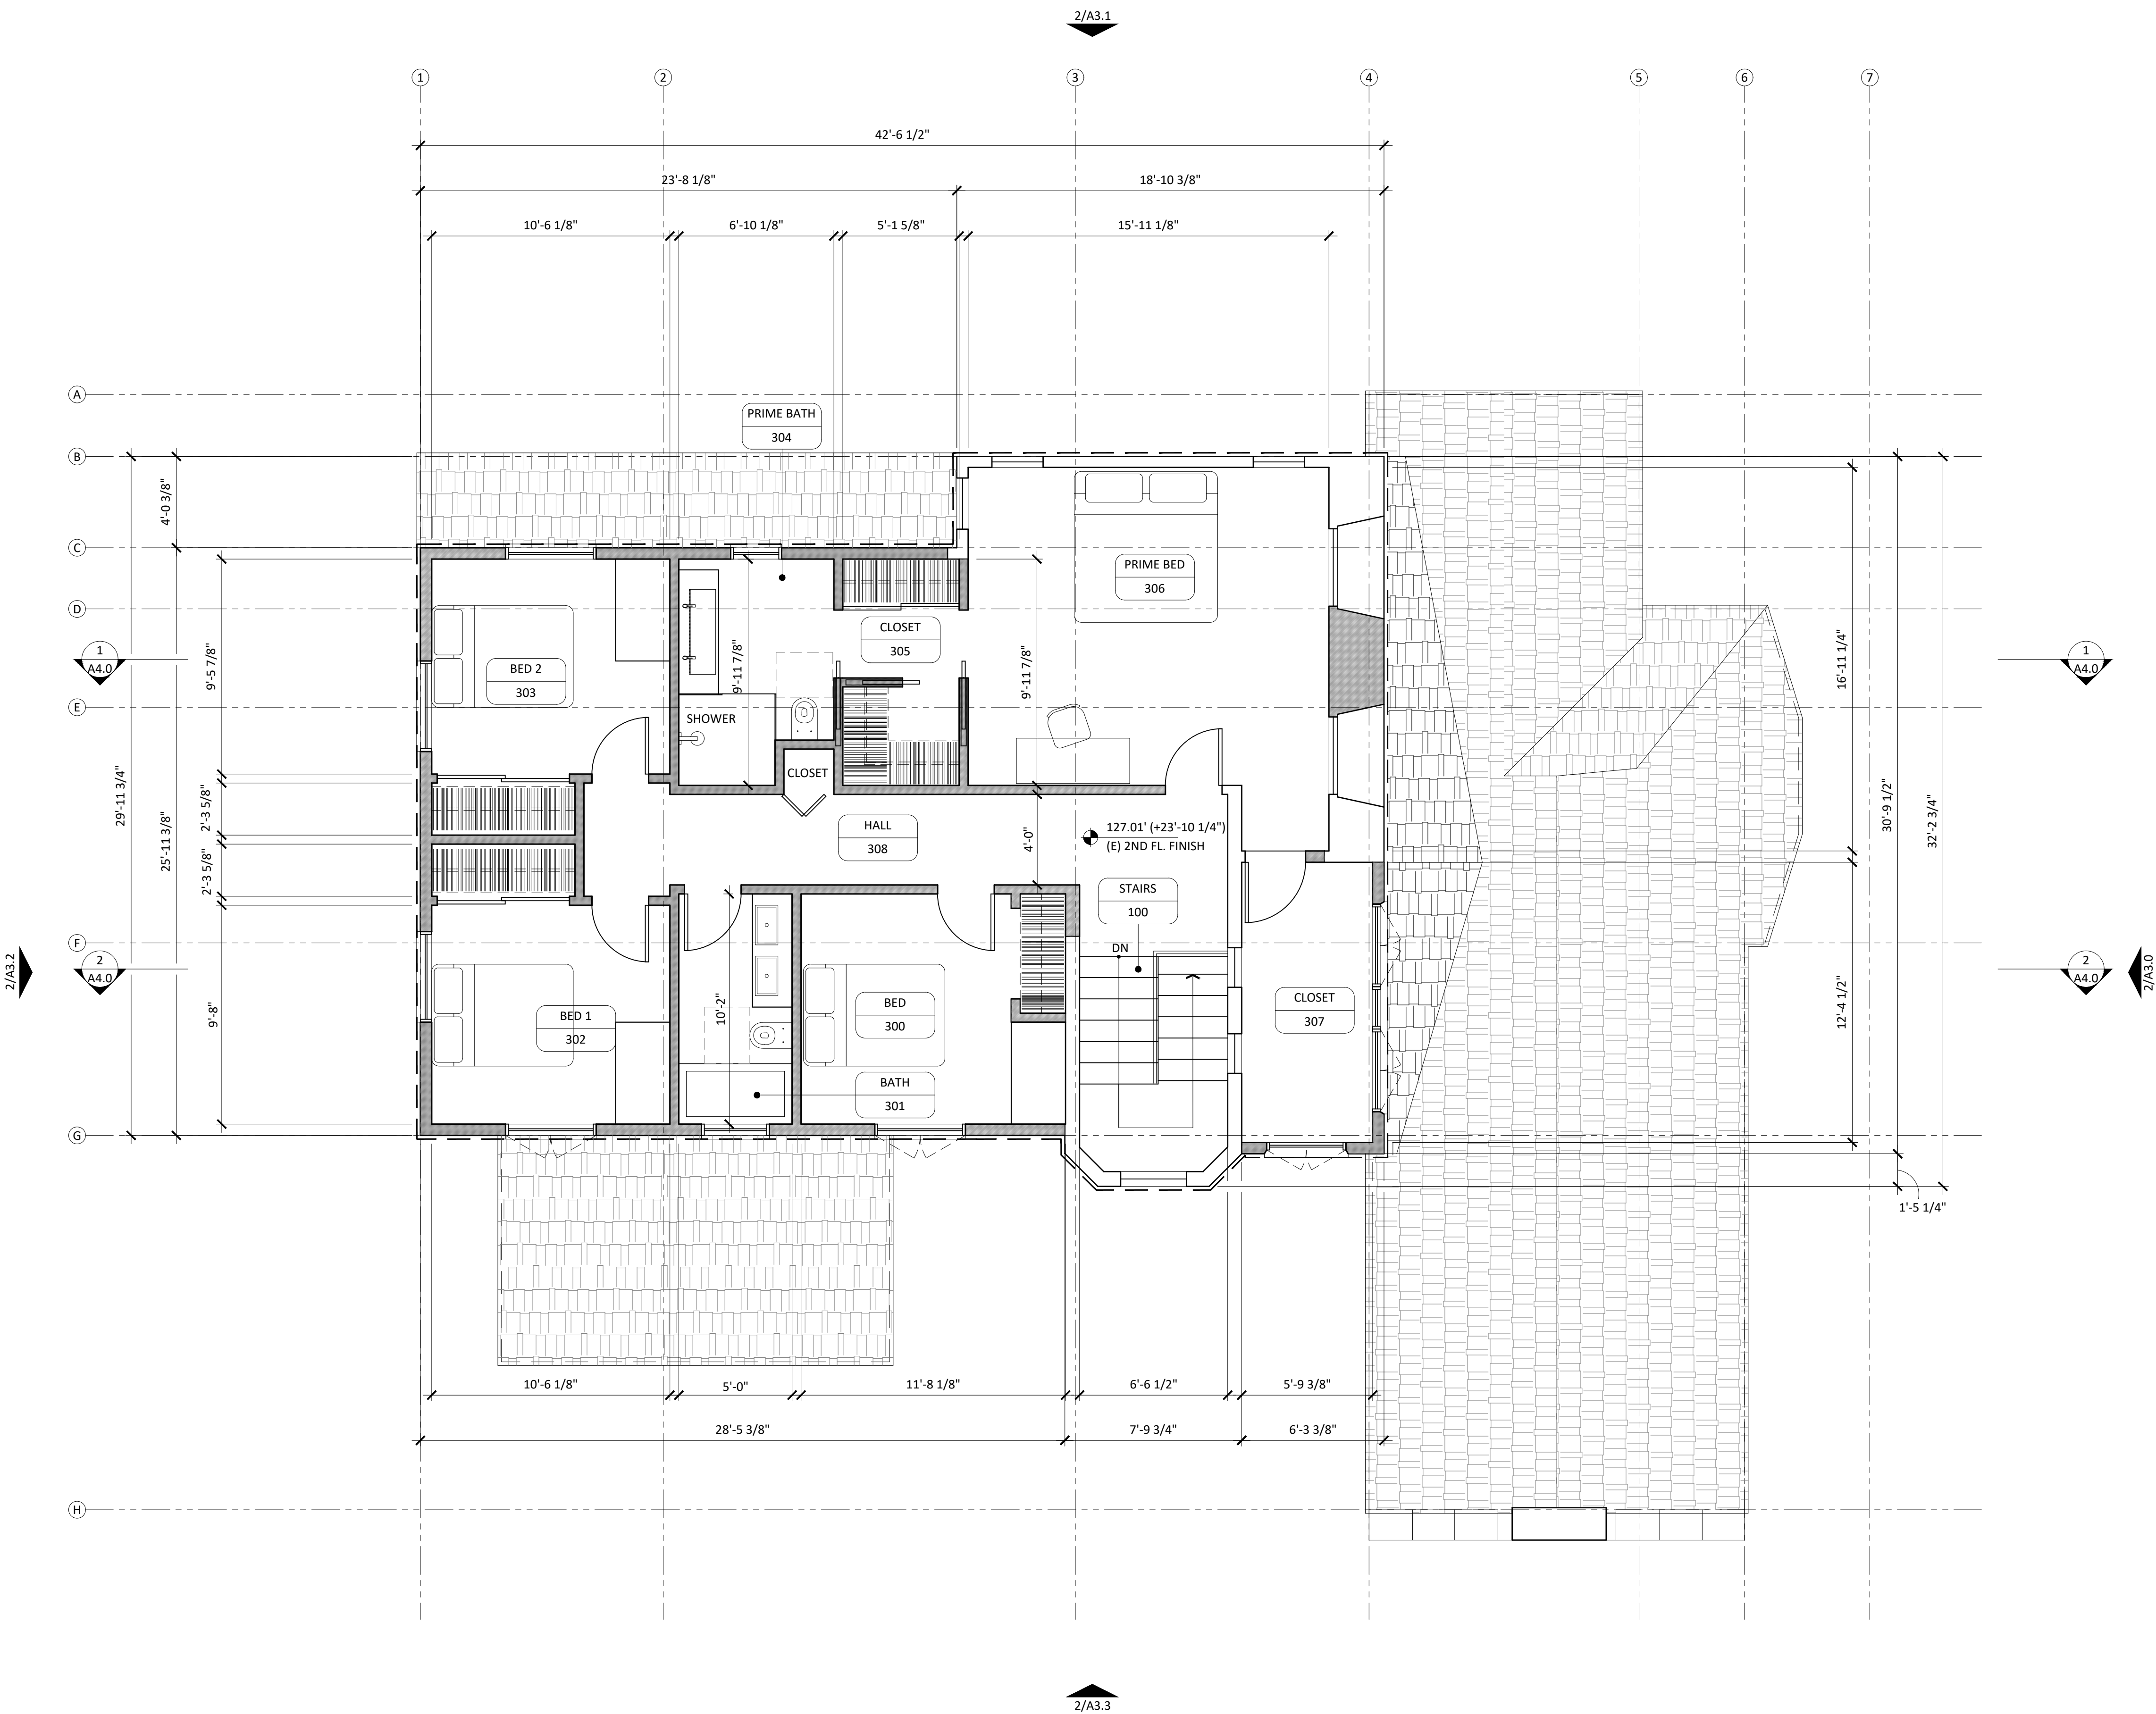 2/A3.1
1
2
3
4
5
6
7
42'-6 1/2"
23'-8 1/8"
18'-10 3/8"
10'-6 1/8"
6'-10 1/8"
5'-1 5/8"
15'-11 1/8"
A
B
C
D
E
F
G
H
PRIME BATH
304
4'-0 3/8"
29'-11 3/4"
25'-11 3/8"
9'-5 7/8"
2'-3 5/8"
2'-3 5/8"
9'-8"
1
A4.0
2
A4.0
2/A3.2
BED 2
303
SHOWER
9'-11 7/8"
CLOSET
305
CLOSET
PRIME BED
306
9'-11 7/8"
HALL
308
4'-0"
127.01' (+23'-10 1/4")
(E) 2ND FL. FINISH
STAIRS
100
DN
BED 1
302
10'-2"
BED
300
BATH
301
CLOSET
307
16'-11 1/4"
12'-4 1/2"
30'-9 1/2"
32'-2 3/4"
1'-5 1/4"
1
A4.0
2
A4.0
2/A3.0
10'-6 1/8"
5'-0"
11'-8 1/8"
6'-6 1/2"
5'-9 3/8"
28'-5 3/8"
7'-9 3/4"
6'-3 3/8"
2/A3.3